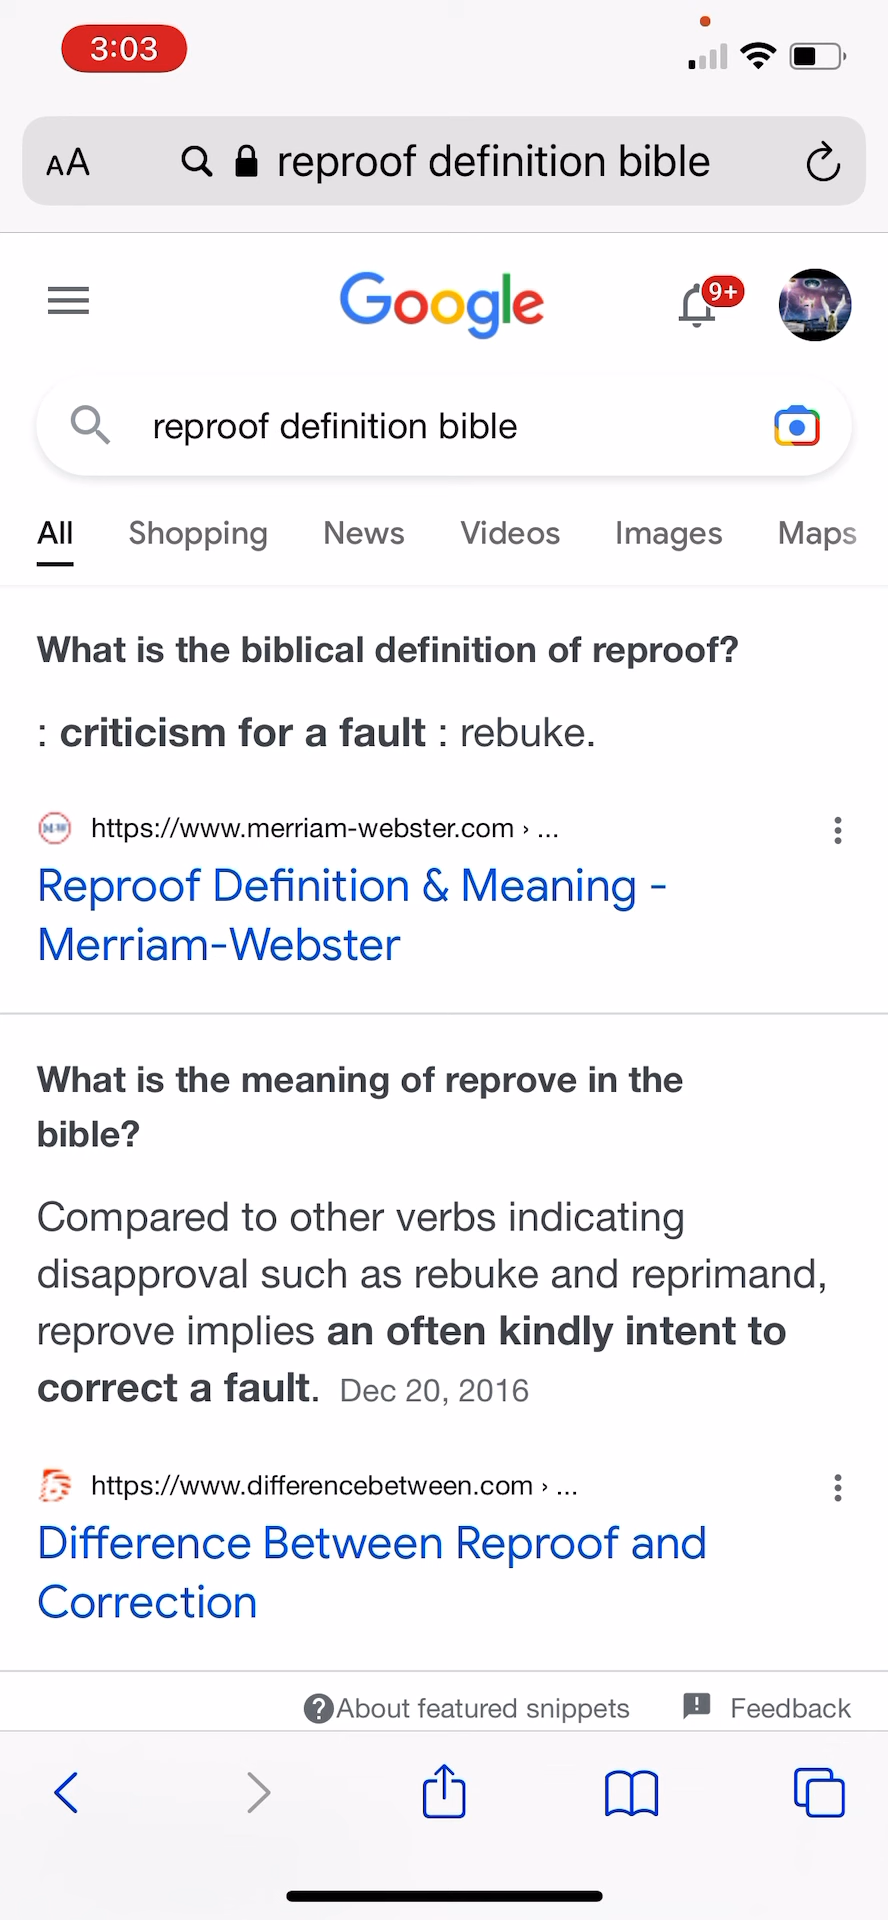 3:03
AA reproof definition bible
Google
9+
reproof definition bible
All Shopping News Videos Images Maps
What is the biblical definition of reproof?
: criticism for a fault : rebuke.
https://www.merriam-webster.com › ...
Reproof Definition & Meaning -
Merriam-Webster
What is the meaning of reprove in the
bible?
Compared to other verbs indicating
disapproval such as rebuke and reprimand,
reprove implies an often kindly intent to
correct a fault. Dec 20, 2016
https://www.differencebetween.com › ...
Difference Between Reproof and
Correction
About featured snippets Feedback